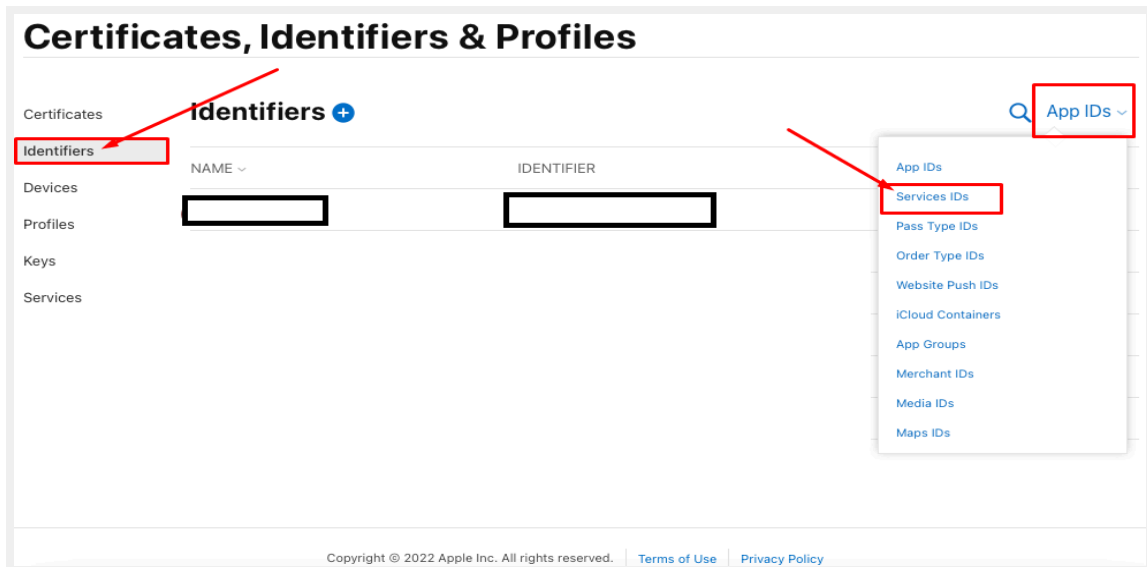 Certificates, Identifiers & Profiles
Certificates
Identifiers
Devices
Profiles
Keys
Services
Identifiers
App IDs
NAME
IDENTIFIER
App IDs
Services IDs
Pass Type IDs
Order Type IDs
Website Push IDs
iCloud Containers
App Groups
Merchant IDs
Media IDs
Maps IDs
Copyright © 2022 Apple Inc. All rights reserved. Terms of Use Privacy Policy